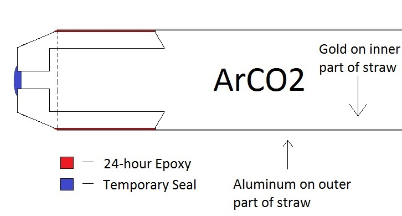 Gold on inner
part of straw
ArCO2
24-hour Epoxy
Temporary Seal
Aluminum on outer
part of straw